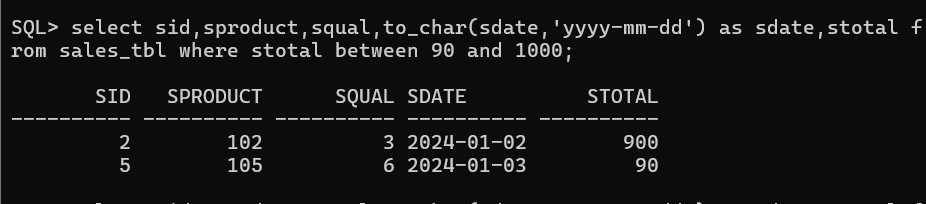 SQL> select sid,sproduct,squal,to_char(sdate,'yyyy-mm-dd') as sdate,stotal f
rom sales_tbl where stotal between 90 and 1000;
SID SPRODUCT SQUAL SDATE STOTAL
---------- ---------- ---------- ---------- ----------
2 102 3 2024-01-02 900
5 105 6 2024-01-03 90